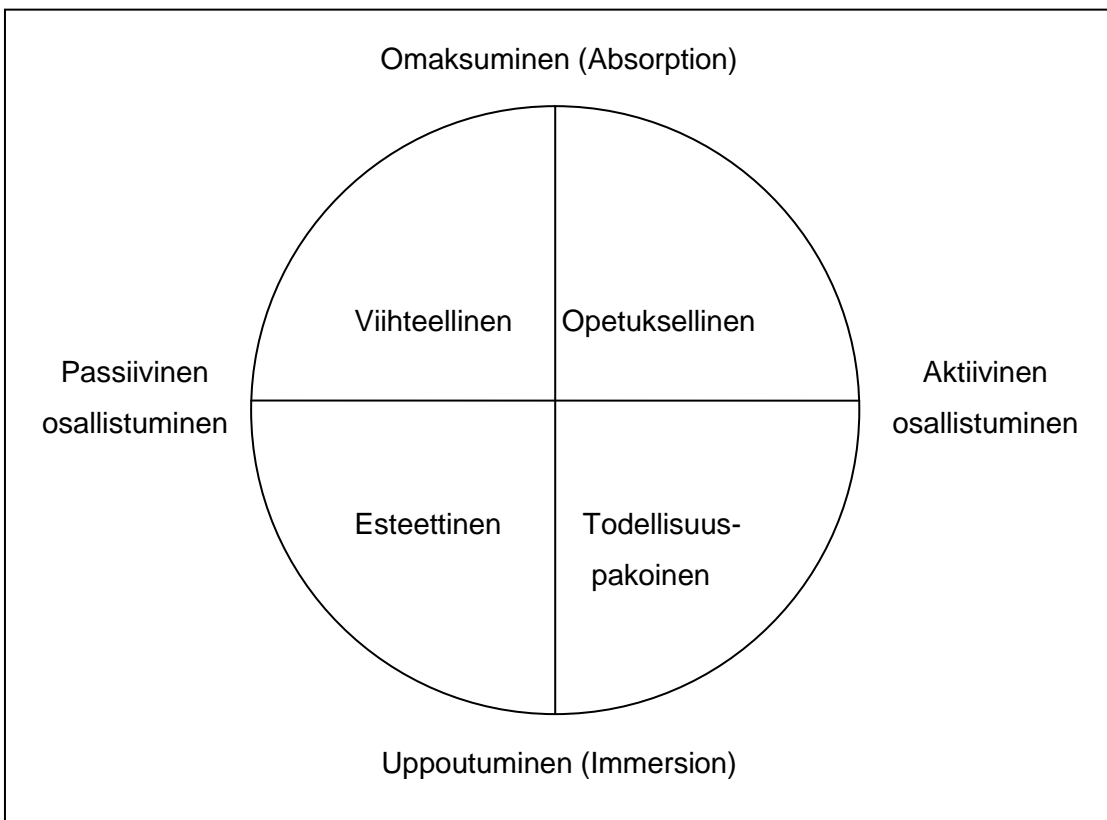 Omaksuminen (Absorption)
Viihteellinen
Opetuksellinen
Passiivinen
osallistuminen
Aktiivinen
osallistuminen
Esteettinen
Todellisuus-
pakoinen
Uppoutuminen (Immersion)